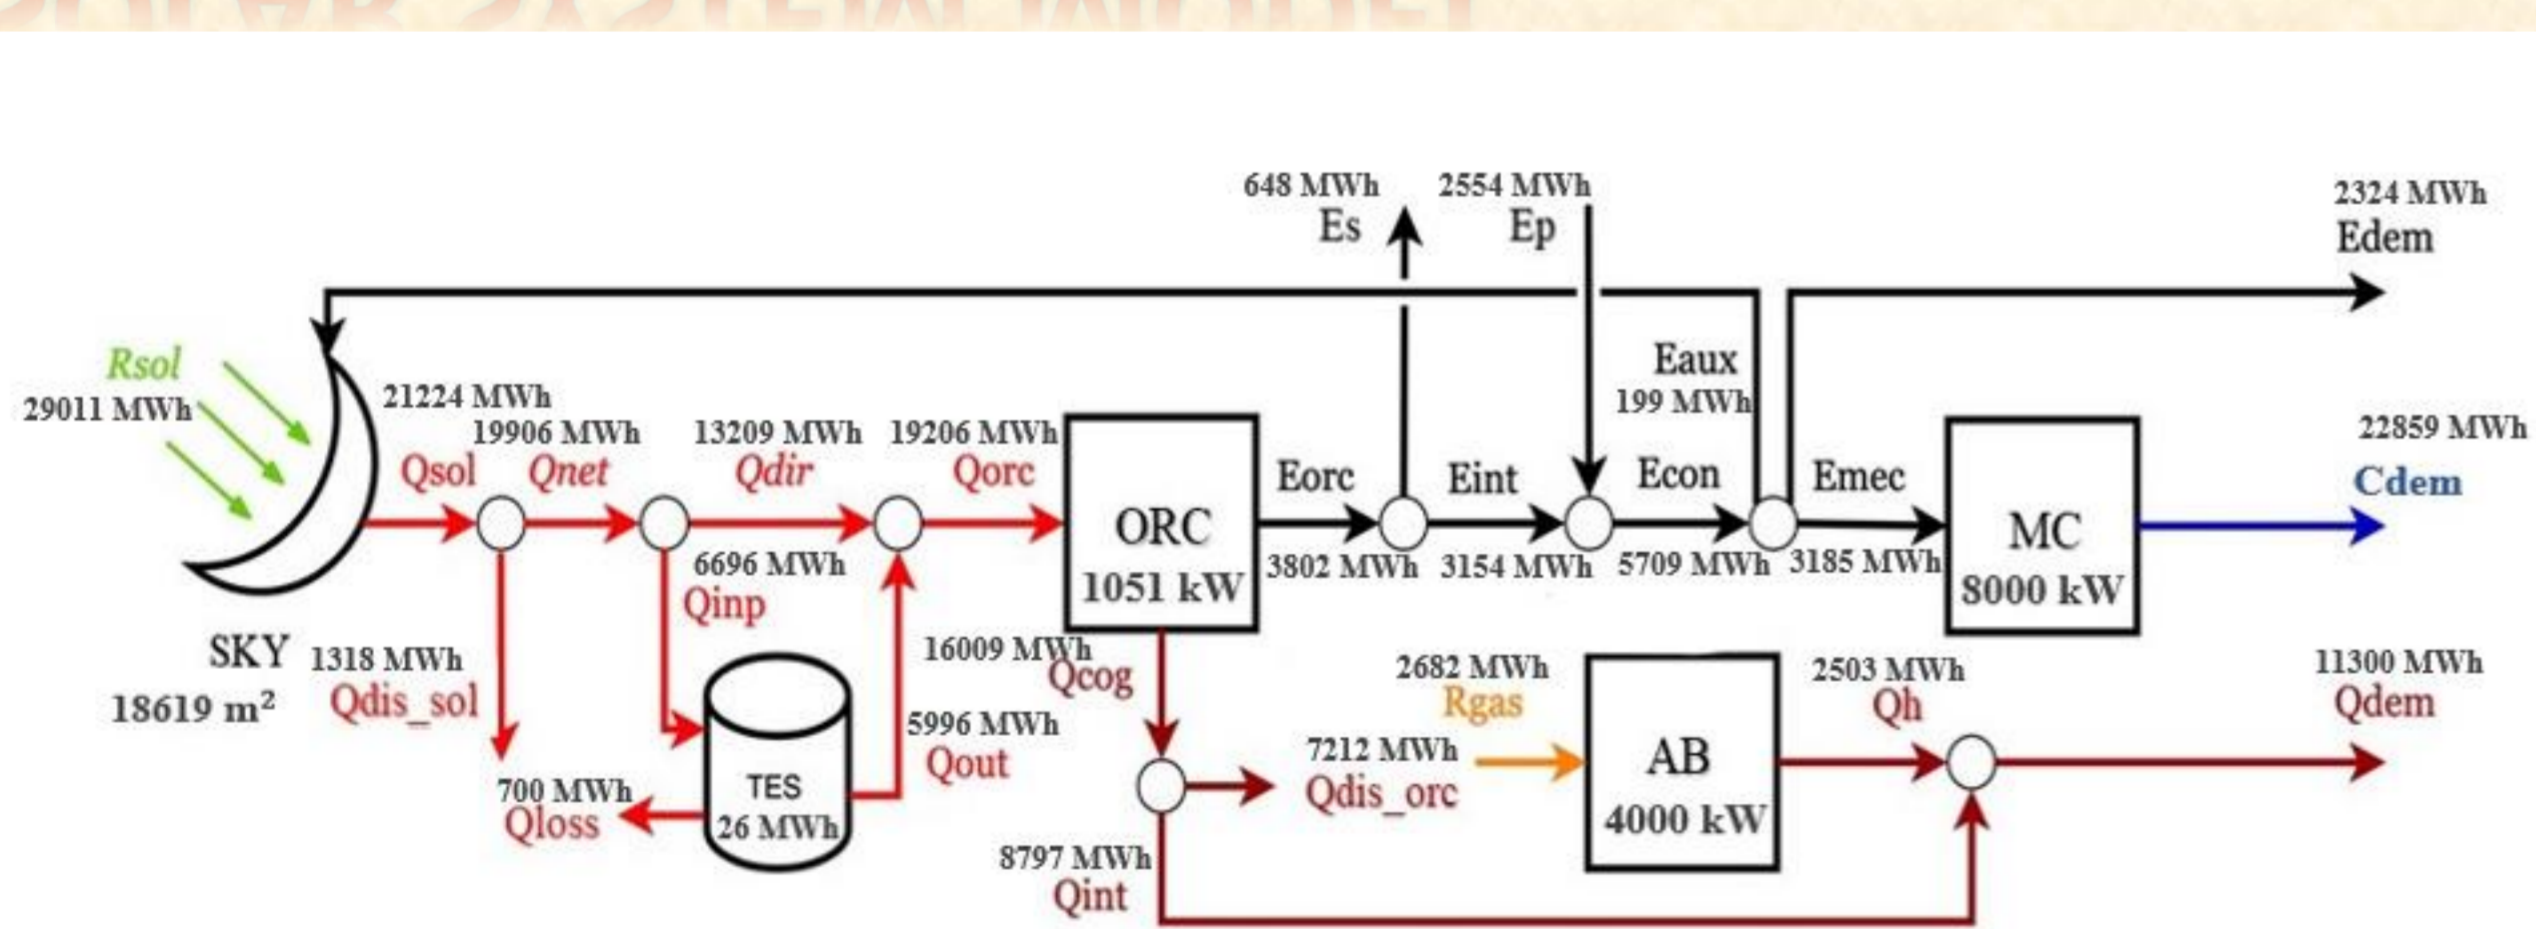 648 MWh
Es
2554 MWh
Ep
2324 MWh
Edem
Rsol
29011 MWh
21224 MWh
Qsol
19906 MWh
Qnet
13209 MWh
Qdir
19206 MWh
Qorc
ORC
1051 kW
Eorc
3802 MWh
Eint
3154 MWh
Eaux
199 MWh
Econ
5709 MWh
Emec
3185 MWh
MC
8000 kW
22859 MWh
Cdem
SKY
18619 m²
1318 MWh
Qdis_sol
6696 MWh
Qinp
TES
26 MWh
700 MWh
Qloss
5996 MWh
Qout
16009 MWh
Qcog
7212 MWh
Qdis_orc
8797 MWh
Qint
2682 MWh
Rgas
AB
4000 kW
2503 MWh
Qh
11300 MWh
Qdem